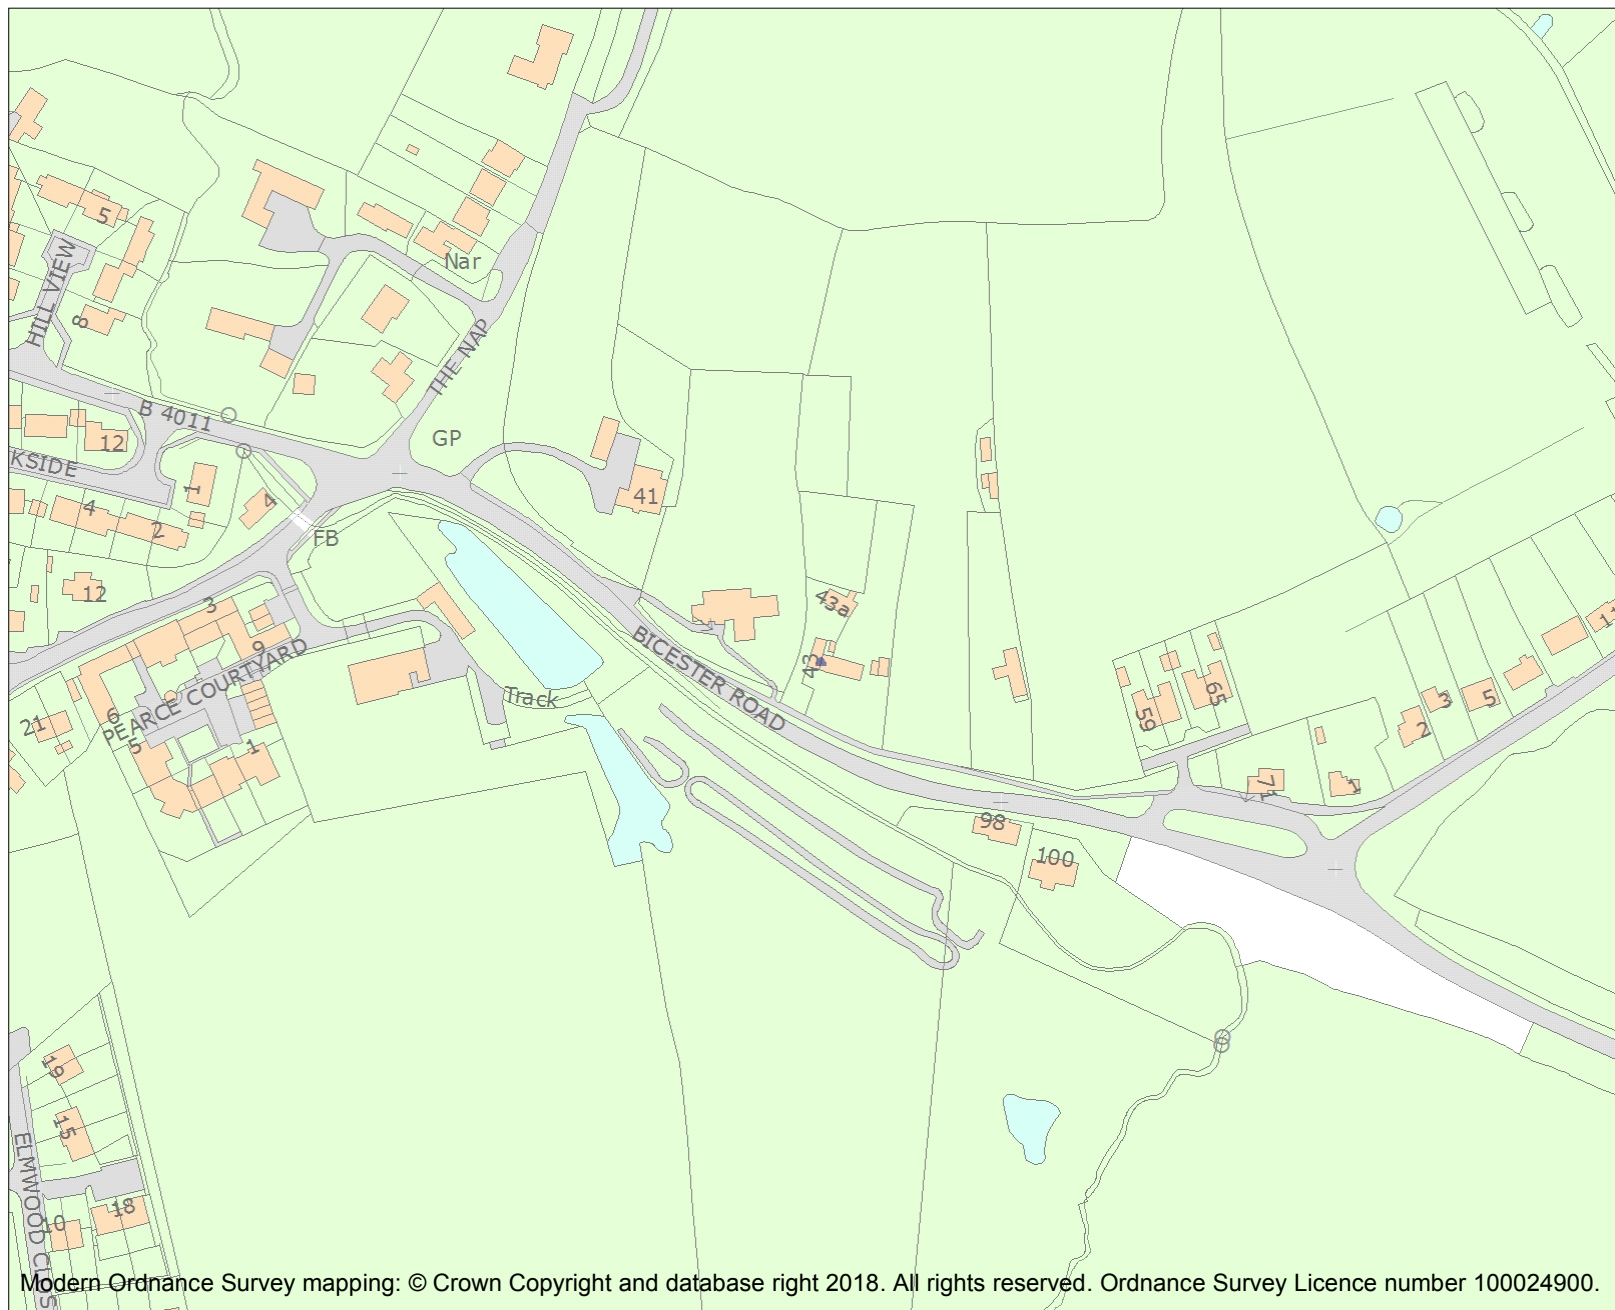 5
HILL VIEW
8
Nar
THE NAP
B 4011
GP
12
KSIDE
1
4
4
2
41
FB
12
3
43a
BICESTER ROAD
43
9
PEARCE COURTYARD
Track
6
21
5
1
59
65
3
2
5
11
71
1
98
100
19
15
ELMWOOD CLOS
18
10
Modern Ordnance Survey mapping: © Crown Copyright and database right 2018. All rights reserved. Ordnance Survey Licence number 100024900.